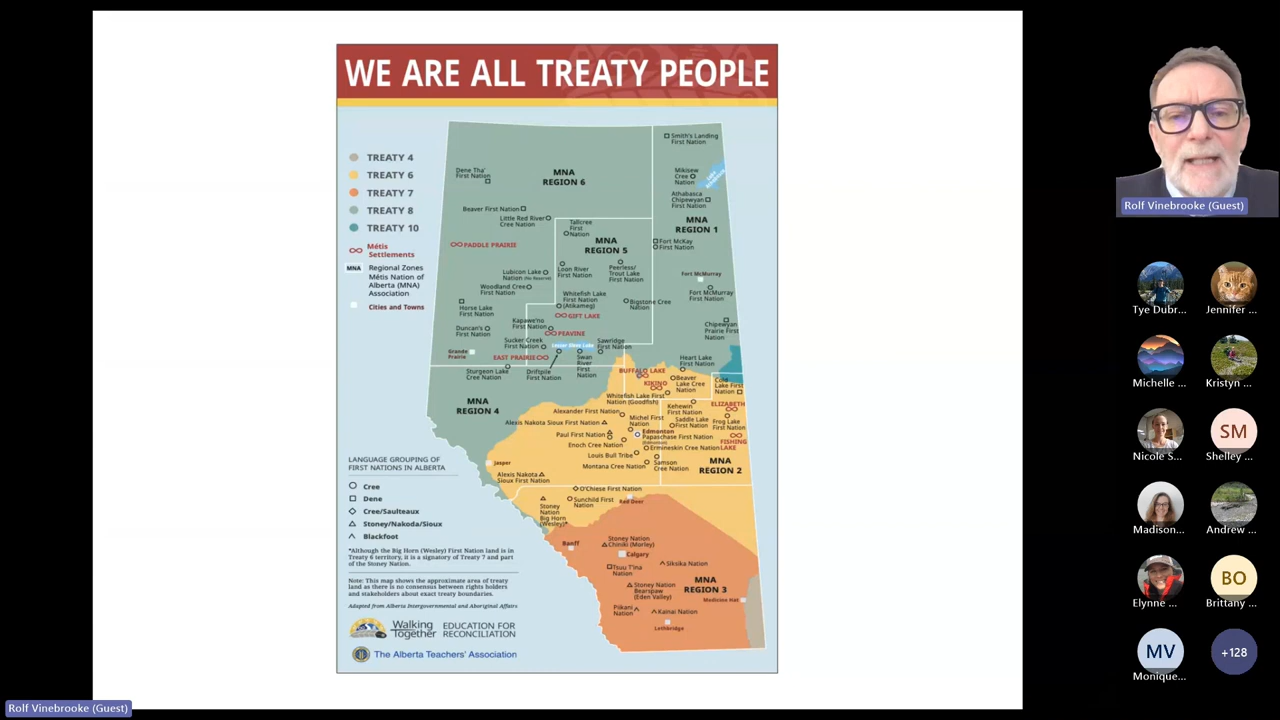 WE ARE ALL TREATY PEOPLE
TREATY 4
TREATY 6
TREATY 7
TREATY 8
TREATY 10
Métis
Settlements
MNA
Regional Zones
Métis Nation of
Alberta (MNA)
Association
Cities and Towns
Smith's Landing
First Nation
Dene Tha'
First Nation
MNA
REGION 6
Mikisew
Cree
Nation
Athabasca
Chipewyan
First Nation
Beaver First Nation
Little Red River
Cree Nation
Tallcree
First
Nation
MNA
REGION 1
PADDLE PRAIRIE
MNA
REGION 5
Fort McKay
First Nation
Lubicon Lake
Nation (No Reserve)
Loon River
First Nation
Peerless/
Trout Lake
First Nation
Fort McMurray
Woodland Cree
First Nation
Fort McMurray
First Nation
Whitefish Lake
First Nation
(Atikameg)
Bigstone Cree
Nation
Horse Lake
First Nation
GIFT LAKE
Kapawe'no
First Nation
Chipewyan
Prairie First
Nation
Duncan's
First Nation
PEAVINE
Sucker Creek
First Nation
Lesser Slave Lake
Sawridge
First Nation
Grande
Prairie
EAST PRAIRIE
Swan
River
First
Nation
Heart Lake
First Nation
Sturgeon Lake
Cree Nation
Driftpile
First Nation
BUFFALO LAKE
KIKINO
Beaver
Lake Cree
Nation
Cold
Lake First
Nation
Whitefish Lake First
Nation (Goodfish)
MNA
REGION 4
Kehewin
First Nation
ELIZABETH
Alexander First Nation
Michel First
Nation
Saddle Lake
First Nation
Frog Lake
First Nation
Alexis Nakota Sioux First Nation
Paul First Nation
Edmonton
Papaschase First Nation
(Edmonton)
FISHING
LAKE
Enoch Cree Nation
Ermineskin Cree Nation
Louis Bull Tribe
Jasper
Montana Cree Nation
Samson
Cree Nation
MNA
REGION 2
Alexis Nakota
Sioux First Nation
O'Chiese First Nation
Sunchild First
Nation
Red Deer
Stoney
Nation
Big Horn
(Wesley)*
Banff
Stoney Nation
Chiniki (Morley)
Calgary
Tsuu T'ina
Nation
Siksika Nation
Stoney Nation
Bearspaw
(Eden Valley)
MNA
REGION 3
Medicine Hat
Piikani
Nation
Kainai Nation
Lethbridge
LANGUAGE GROUPING OF
FIRST NATIONS IN ALBERTA
Cree
Dene
Cree/Saulteaux
Stoney/Nakoda/Sioux
Blackfoot
*Although the Big Horn (Wesley) First Nation land is in
Treaty 6 territory, it is a signatory of Treaty 7 and part
of the Stoney Nation.
Note: This map shows the approximate area of treaty
land as there is no consensus between rights holders
and stakeholders about exact treaty boundaries.
Adapted from Alberta Intergovernmental and Aboriginal Affairs
Walking
Together
EDUCATION FOR
RECONCILIATION
The Alberta Teachers' Association
Rolf Vinebrooke (Guest)
Tye Dubr...
Jennifer ...
Michelle ...
Kristyn ...
Nicole S...
SM
Shelley ...
Madison...
Andrew ...
Elynne ...
BO
Brittany ...
MV
Monique...
+128
Rolf Vinebrooke (Guest)